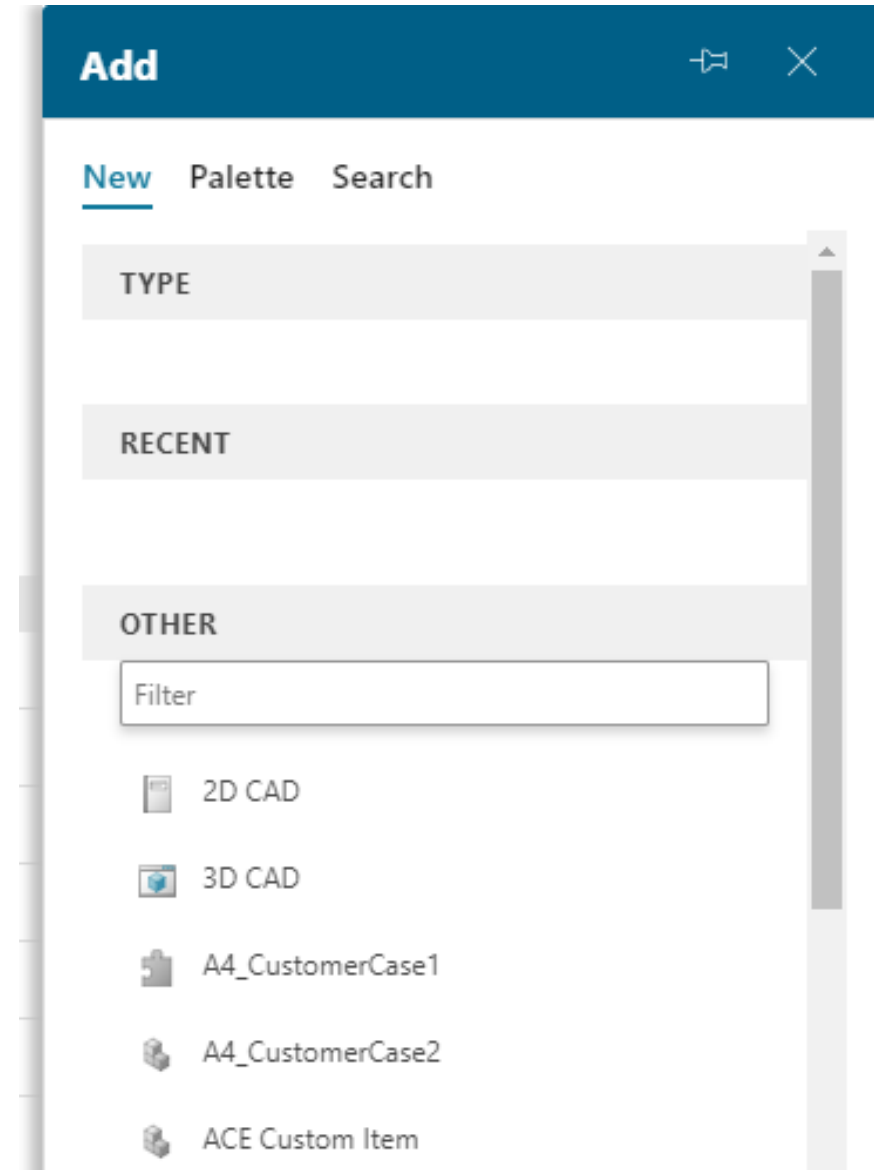 Add
New Palette Search
TYPE
RECENT
OTHER
Filter
2D CAD
3D CAD
A4_CustomerCase1
A4_CustomerCase2
ACE Custom Item